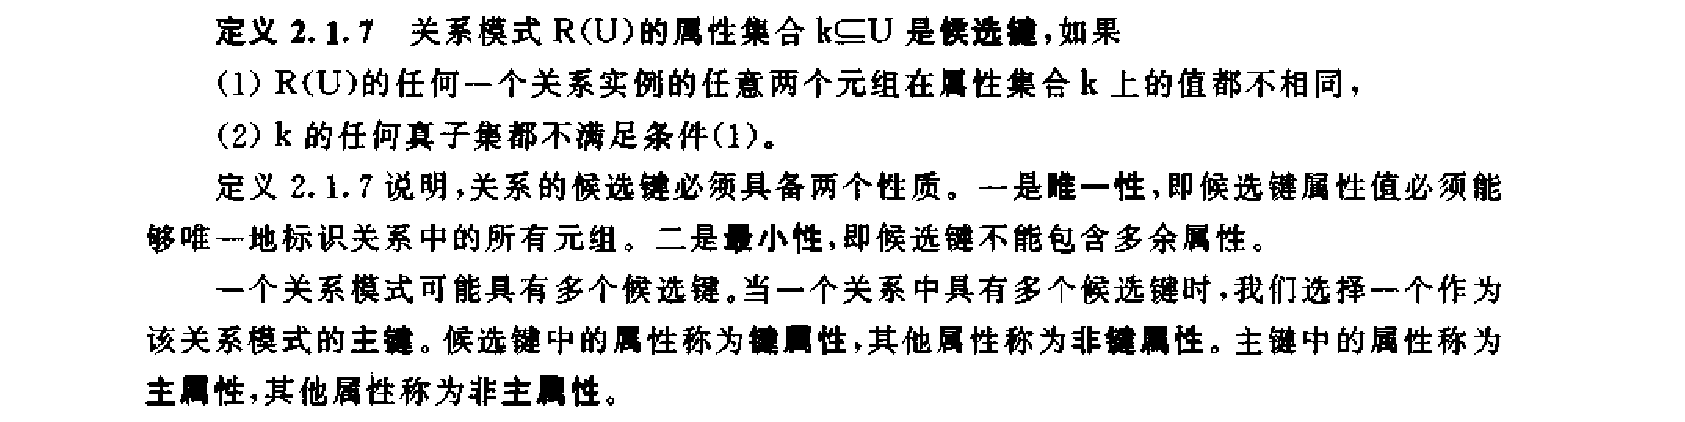 定义 2.1.7 关系模式 R(U)的属性集合 k⊆U 是候选键,如果
(1) R(U)的任何一个关系实例的任意两个元组在属性集合 k 上的值都不相同,
(2) k 的任何真子集都不满足条件(1)。
定义 2.1.7 说明,关系的候选键必须具备两个性质。一是唯一性,即候选键属性值必须能
够唯一地标识关系中的所有元组。二是最小性,即候选键不能包含多余属性。
一个关系模式可能具有多个候选键。当一个关系中具有多个候选键时,我们选择一个作为
该关系模式的主键。候选键中的属性称为键属性,其他属性称为非键属性。主键中的属性称为
主属性,其他属性称为非主属性。